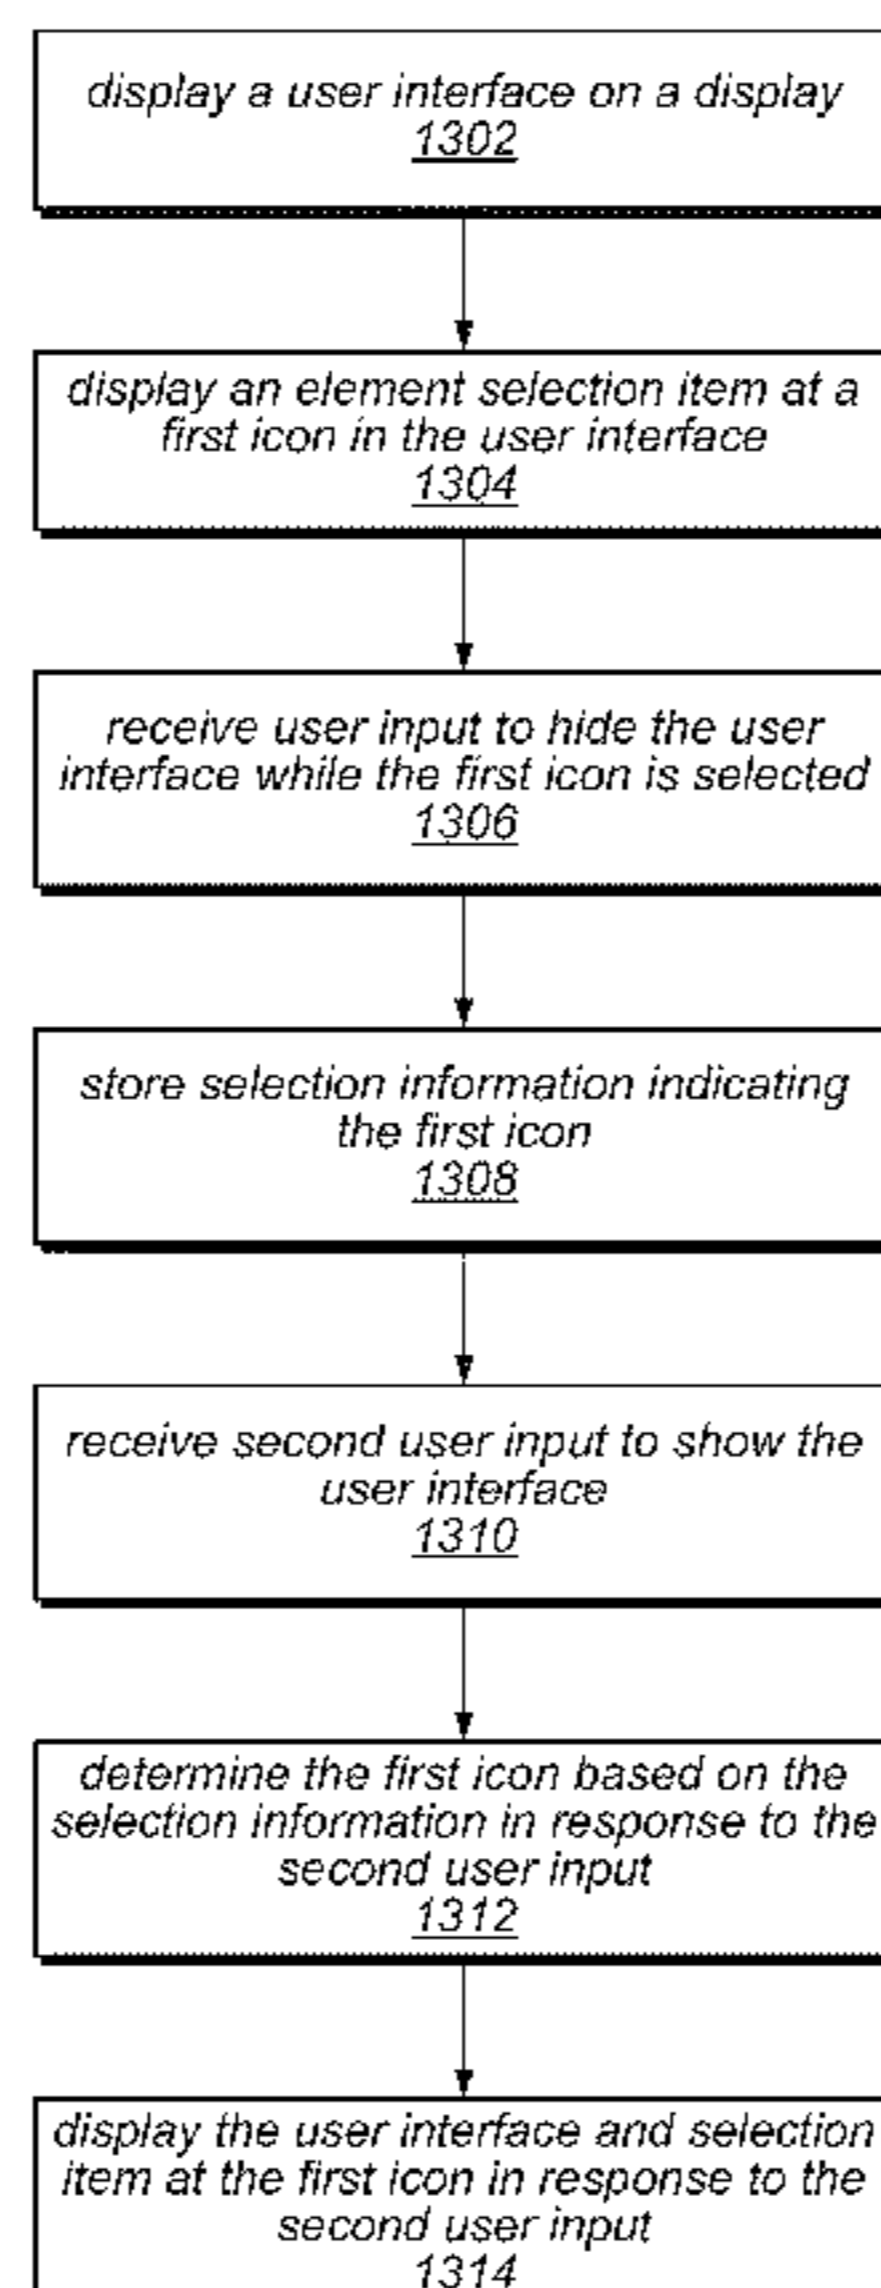 display a user interface on a display
1302
display an element selection item at a
first icon in the user interface
1304
receive user input to hide the user
interface while the first icon is selected
1306
store selection information indicating
the first icon
1308
receive second user input to show the
user interface
1310
determine the first icon based on the
selection information in response to the
second user input
1312
display the user interface and selection
item at the first icon in response to the
second user input
1314